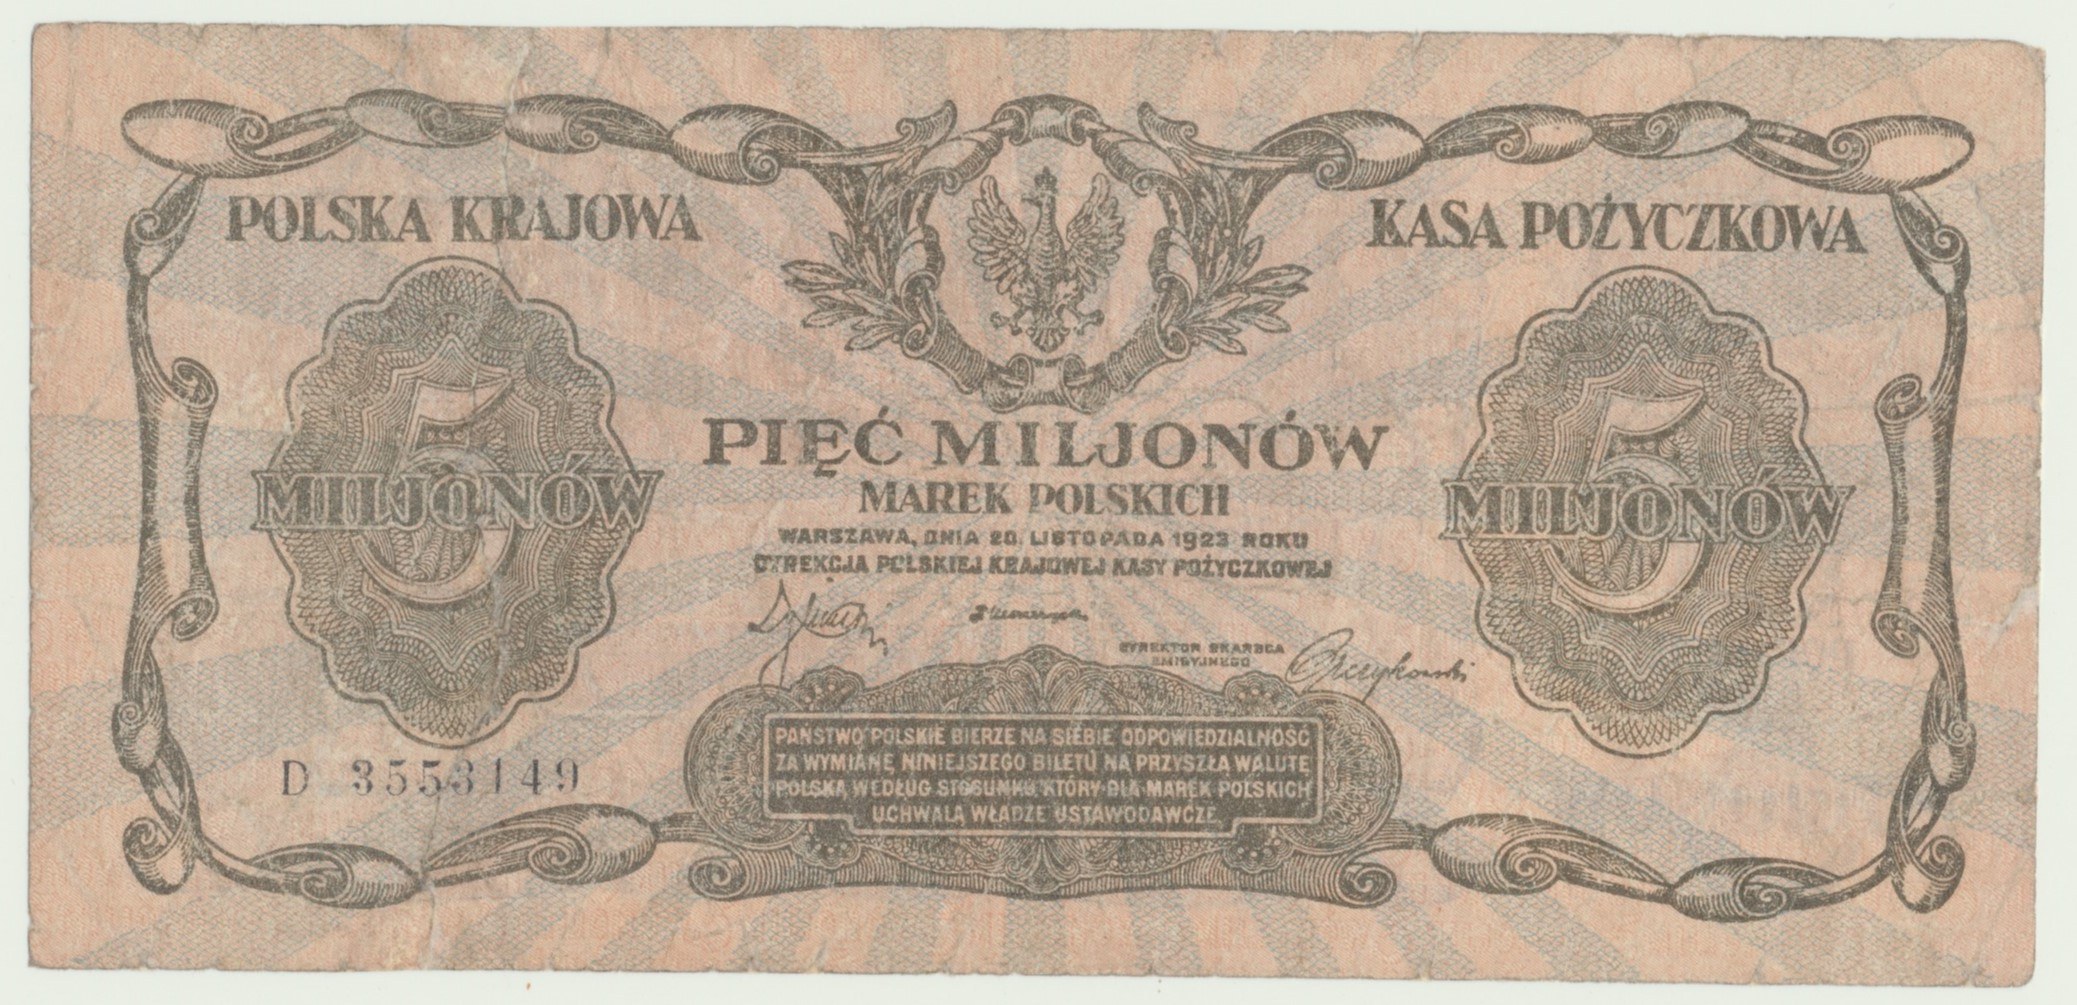 POLSKA KRAJOWA
KASA POŻYCZKOWA
5
MILJONÓW
PIĘĆ MILJONÓW
MAREK POLSKICH
WARSZAWA, DNIA 20. LISTOPADA 1923 ROKU
DYREKCJA POLSKIEJ KRAJOWEJ KASY POŻYCZKOWEJ
5
MILJONÓW
DYREKTOR SKARBCA
EMISYJNEGO
D 3553149
PAŃSTWO POLSKIE BIERZE NA SIEBIE ODPOWIEDZIALNOŚĆ
ZA WYMIANĘ NINIEJSZEGO BILETU NA PRZYSZŁĄ WALUTĘ
POLSKĄ WEDŁUG STOSUNKU, KTÓRY DLA MAREK POLSKICH
UCHWALĄ WŁADZE USTAWODAWCZE